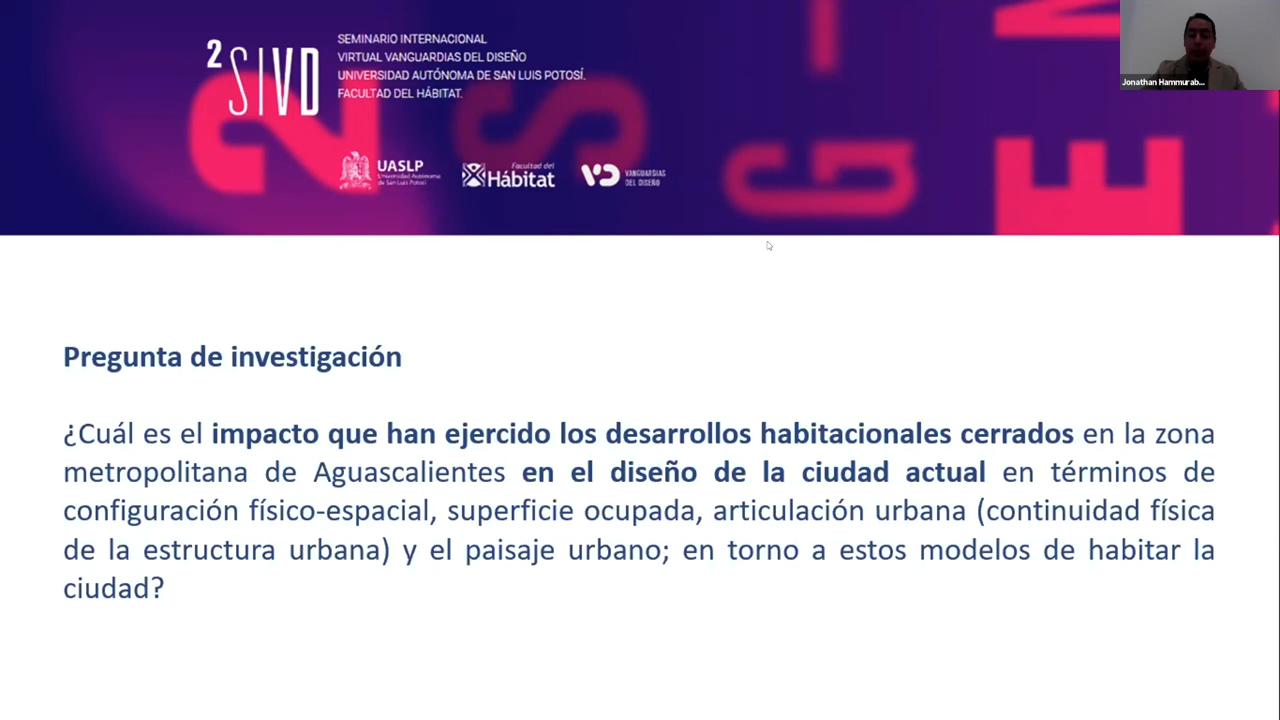 2SIVD
SEMINARIO INTERNACIONAL
VIRTUAL VANGUARDIAS DEL DISEÑO
UNIVERSIDAD AUTÓNOMA DE SAN LUIS POTOSÍ.
FACULTAD DEL HÁBITAT.
UASLP
Universidad Autónoma
de San Luis Potosí
Facultad del
Hábitat
VD
VANGUARDIAS
DEL DISEÑO
2
S
I
G
E
N
Jonathan Hammurab...
Pregunta de investigación
¿Cuál es el impacto que han ejercido los desarrollos habitacionales cerrados en la zona
metropolitana de Aguascalientes en el diseño de la ciudad actual en términos de
configuración físico-espacial, superficie ocupada, articulación urbana (continuidad física
de la estructura urbana) y el paisaje urbano; en torno a estos modelos de habitar la
ciudad?